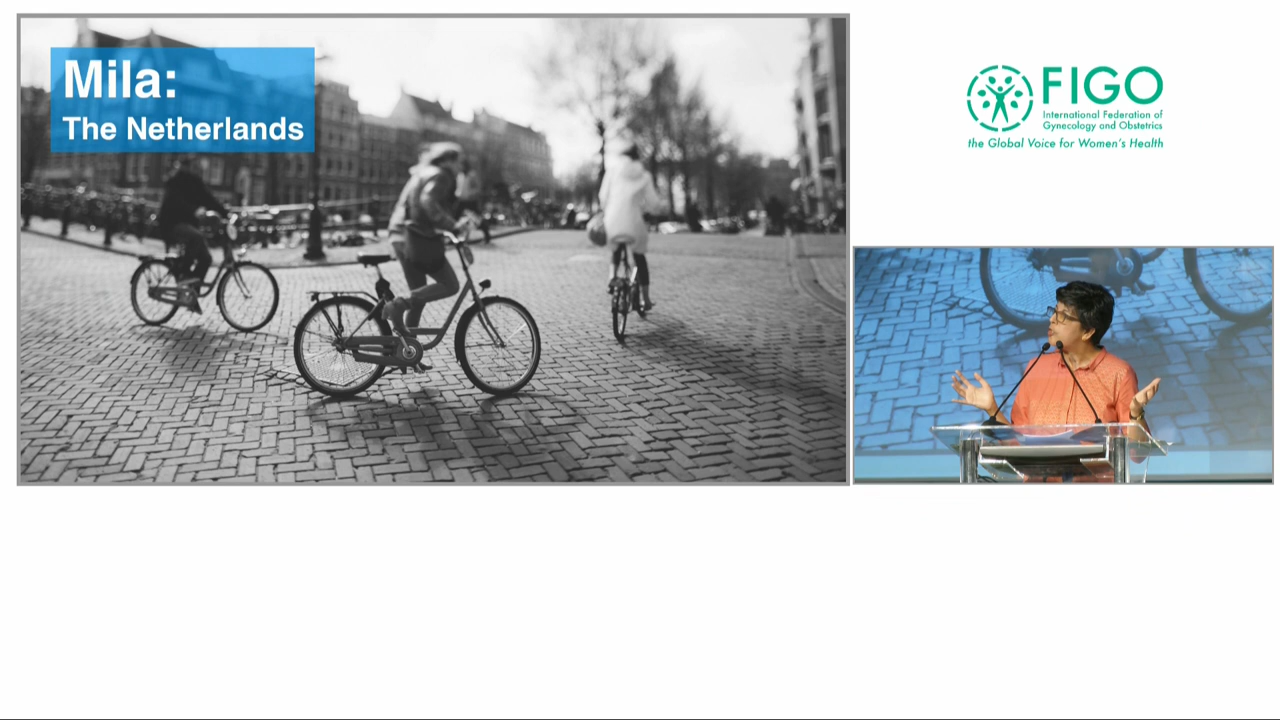 Mila:
The Netherlands
FIGO
International Federation of
Gynecology and Obstetrics
the Global Voice for Women's Health